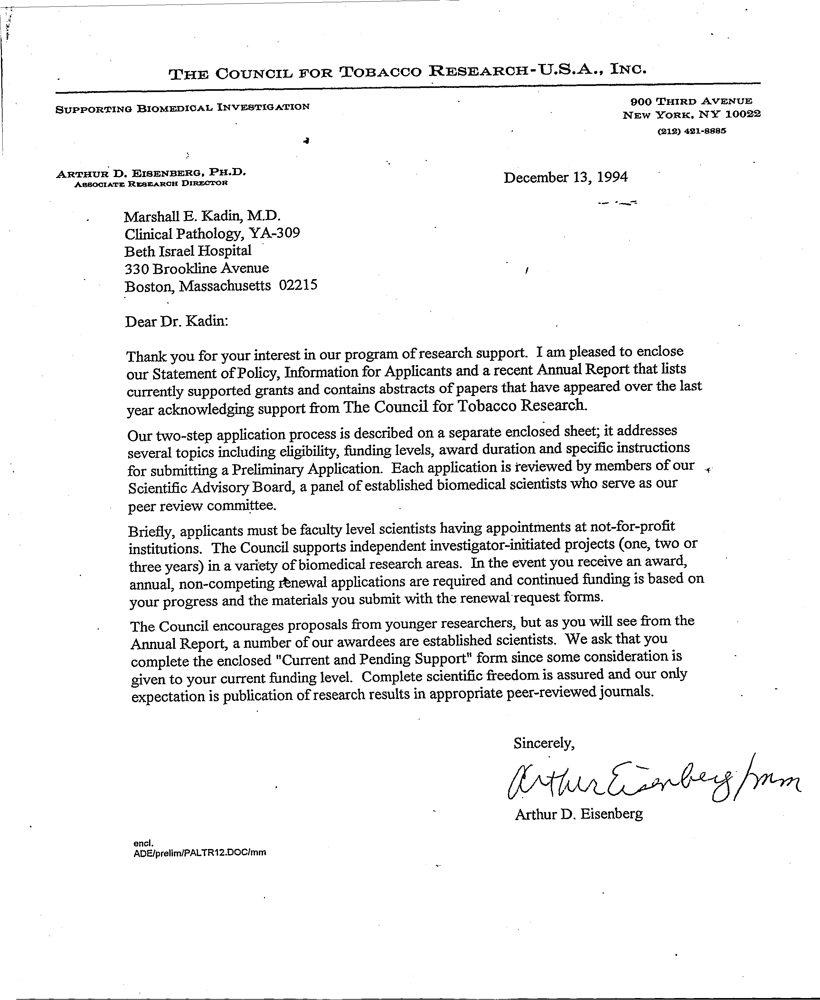 THE COUNCIL FOR TOBACCO RESEARCH-U.S.A., INC.
SUPPORTING BIOMEDICAL INVESTIGATION
900 THIRD AVENUE
NEW YORK, NY 10022
(212) 421-8885
ARTHUR D. EISENBERG, PH.D.
ASSOCIATE RESEARCH DIRECTOR
December 13, 1994
Marshall E. Kadin, M.D.
Clinical Pathology, YA-309
Beth Israel Hospital
330 Brookline Avenue
Boston, Massachusetts 02215
Dear Dr. Kadin:
Thank you for your interest in our program of research support. I am pleased to enclose
our Statement of Policy, Information for Applicants and a recent Annual Report that lists
currently supported grants and contains abstracts of papers that have appeared over the last
year acknowledging support from The Council for Tobacco Research.
Our two-step application process is described on a separate enclosed sheet; it addresses
several topics including eligibility, funding levels, award duration and specific instructions
for submitting a Preliminary Application. Each application is reviewed by members of our
Scientific Advisory Board, a panel of established biomedical scientists who serve as our
peer review committee.
Briefly, applicants must be faculty level scientists having appointments at not-for-profit
institutions. The Council supports independent investigator-initiated projects (one, two or
three years) in a variety of biomedical research areas. In the event you receive an award,
annual, non-competing renewal applications are required and continued funding is based on
your progress and the materials you submit with the renewal request forms.
The Council encourages proposals from younger researchers, but as you will see from the
Annual Report, a number of our awardees are established scientists. We ask that you
complete the enclosed "Current and Pending Support" form since some consideration is
given to your current funding level. Complete scientific freedom is assured and our only
expectation is publication of research results in appropriate peer-reviewed journals.
Sincerely,
Arthur Eisenberg/mm
Arthur D. Eisenberg
encl.
ADE/prelim/PALTR12.DOC/mm